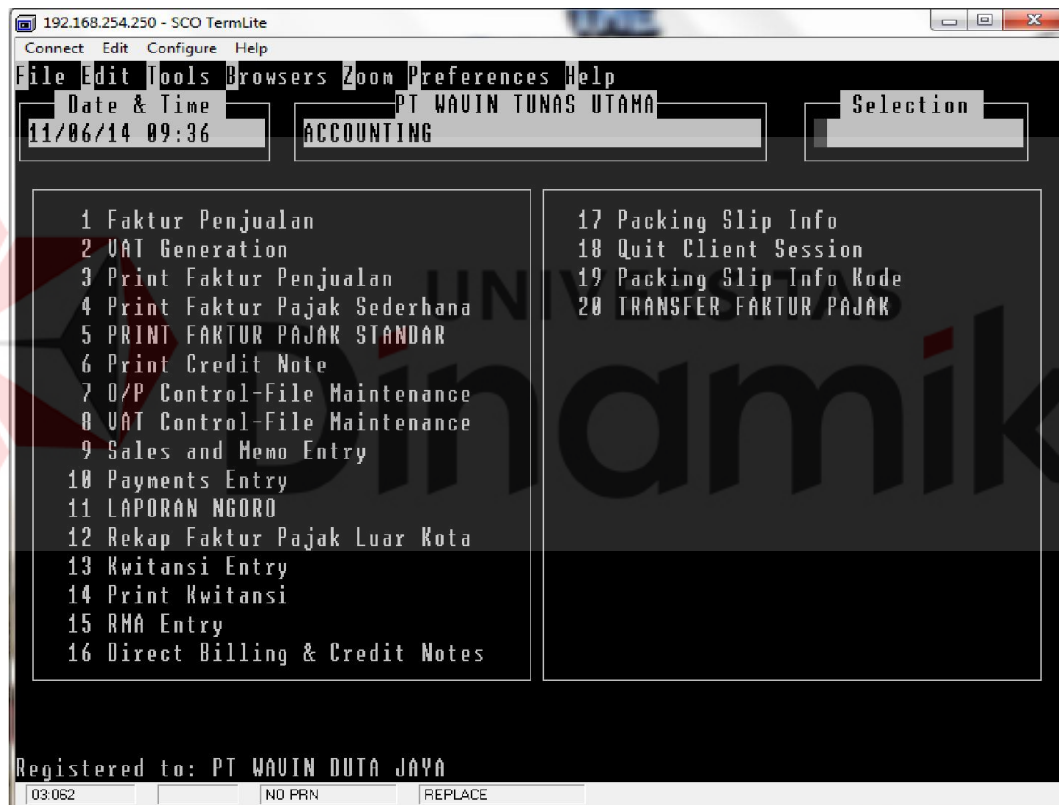 192.168.254.250 - SCO TermLite
Connect Edit Configure Help
File Edit Tools Browsers Zoom Preferences Help
Date & Time
PT WAVIN TUNAS UTAMA
Selection
11/06/14 09:36
ACCOUNTING
1 Faktur Penjualan
2 VAT Generation
3 Print Faktur Penjualan
4 Print Faktur Pajak Sederhana
5 PRINT FAKTUR PAJAK STANDAR
6 Print Credit Note
7 O/P Control-File Maintenance
8 VAT Control-File Maintenance
9 Sales and Memo Entry
10 Payments Entry
11 LAPORAN NGORO
12 Rekap Faktur Pajak Luar Kota
13 Kwitansi Entry
14 Print Kwitansi
15 RMA Entry
16 Direct Billing & Credit Notes
17 Packing Slip Info
18 Quit Client Session
19 Packing Slip Info Kode
20 TRANSFER FAKTUR PAJAK
UNIVERSITAS
Dinamik
Registered to: PT WAVIN DUTA JAYA
03:062 NO PRN REPLACE